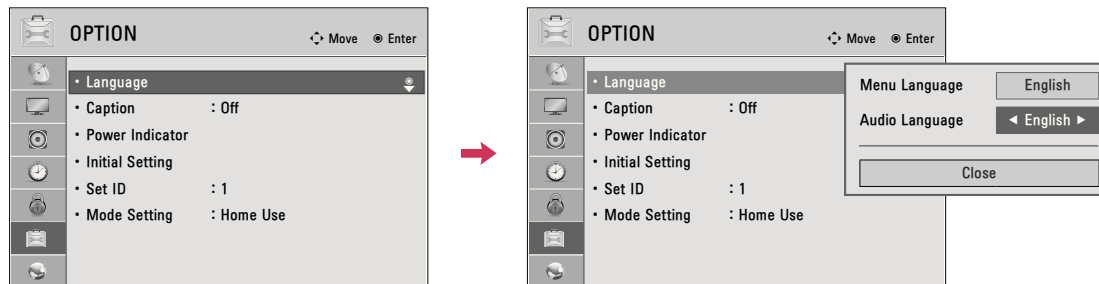 OPTION
Move Enter
• Language
• Caption : Off
• Power Indicator
• Initial Setting
• Set ID : 1
• Mode Setting : Home Use
OPTION
Move Enter
• Language
• Caption : Off
• Power Indicator
• Initial Setting
• Set ID : 1
• Mode Setting : Home Use
Menu Language English
Audio Language ◄ English ►
Close